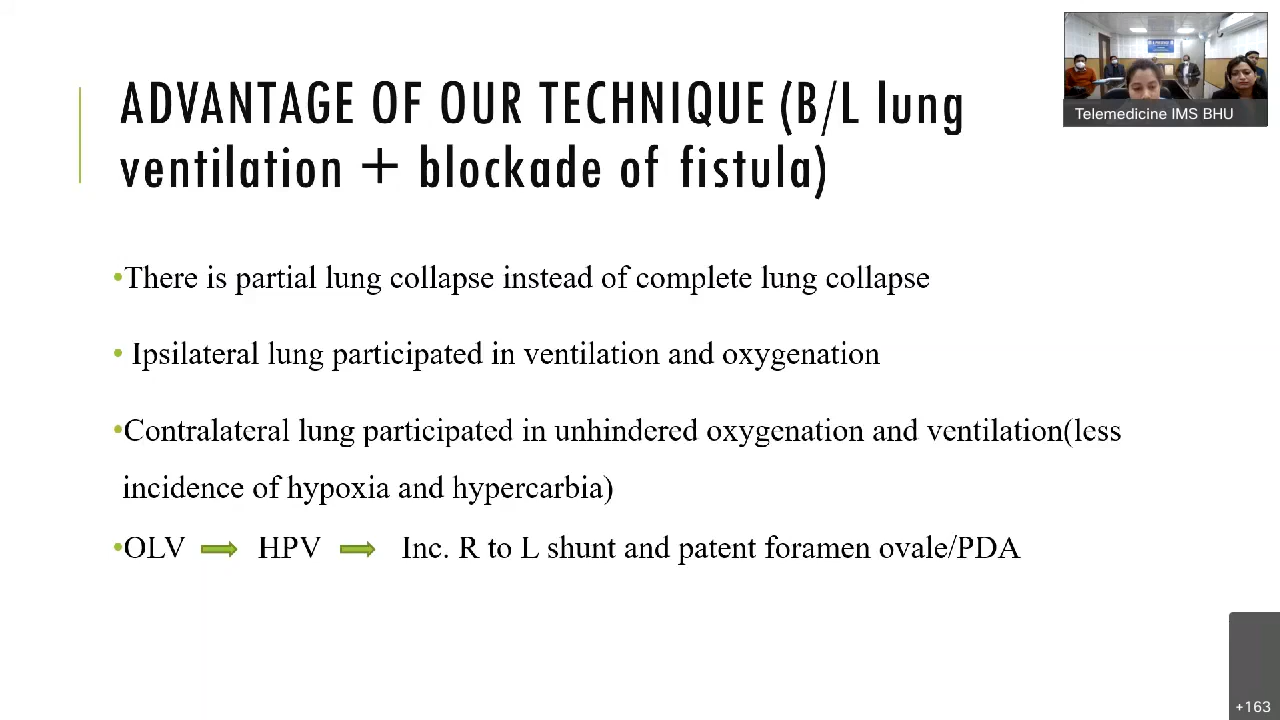 ADVANTAGE OF OUR TECHNIQUE (B/L lung
ventilation + blockade of fistula)
Telemedicine IMS BHU
•There is partial lung collapse instead of complete lung collapse
• Ipsilateral lung participated in ventilation and oxygenation
•Contralateral lung participated in unhindered oxygenation and ventilation(less
incidence of hypoxia and hypercarbia)
•OLV ➡ HPV ➡ Inc. R to L shunt and patent foramen ovale/PDA
+163